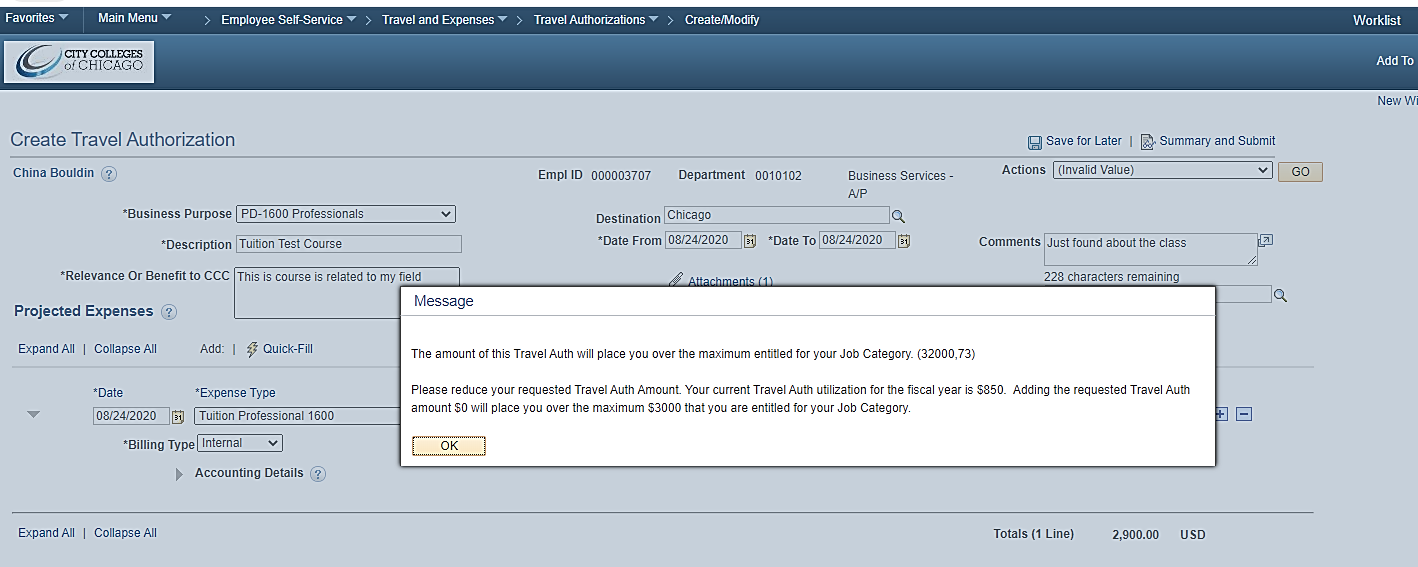 Favorites Main Menu > Employee Self-Service > Travel and Expenses > Travel Authorizations > Create/Modify Worklist
CITY COLLEGES
of CHICAGO
Add To
New Wi
Create Travel Authorization
Save for Later | Summary and Submit
China Bouldin ?
Empl ID 000003707 Department 0010102 Business Services -
A/P
Actions (Invalid Value) GO
*Business Purpose PD-1600 Professionals
Destination Chicago
*Description Tuition Test Course
*Date From 08/24/2020 31 *Date To 08/24/2020 31
Comments Just found about the class
*Relevance Or Benefit to CCC This is course is related to my field
Attachments (1)
228 characters remaining
Projected Expenses ?
Expand All | Collapse All Add: | Quick-Fill
*Date *Expense Type
08/24/2020 31 Tuition Professional 1600
*Billing Type Internal
Accounting Details ?
Message
The amount of this Travel Auth will place you over the maximum entitled for your Job Category. (32000,73)
Please reduce your requested Travel Auth Amount. Your current Travel Auth utilization for the fiscal year is $850. Adding the requested Travel Auth
amount $0 will place you over the maximum $3000 that you are entitled for your Job Category.
OK
+ −
Expand All | Collapse All
Totals (1 Line) 2,900.00 USD